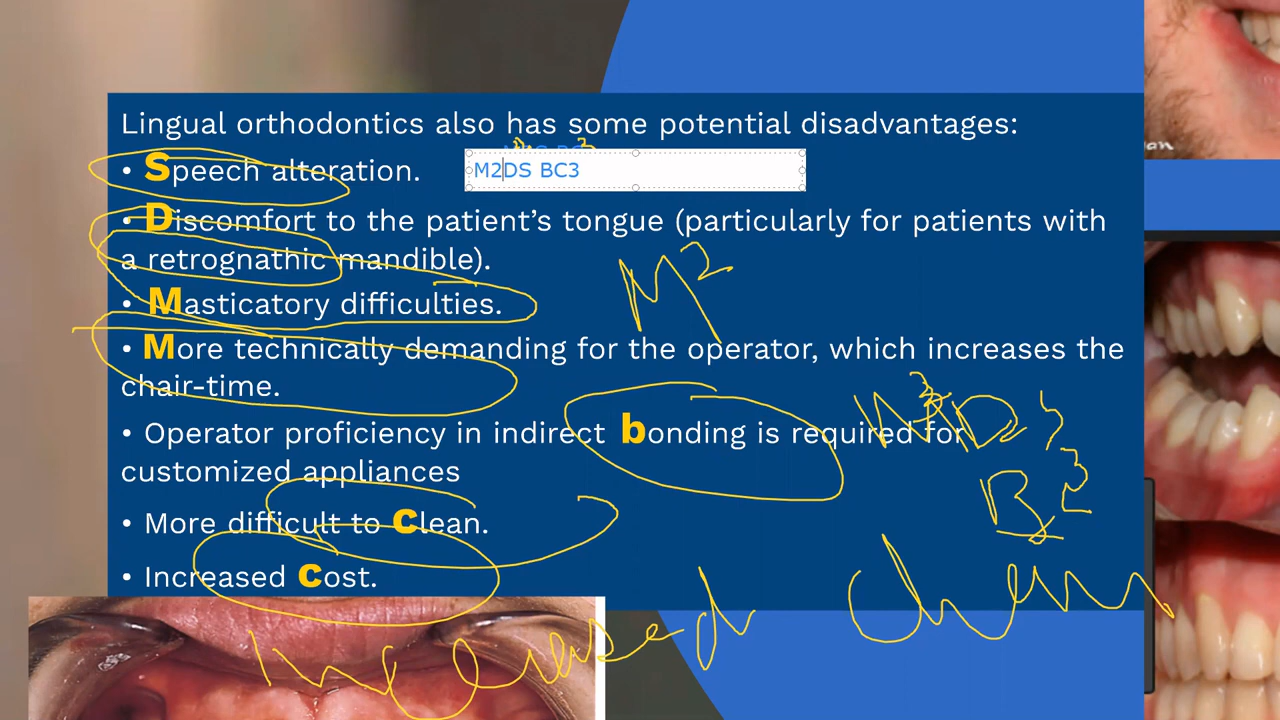 Lingual orthodontics also has some potential disadvantages:
• Speech alteration.
M2DS BC3
• Discomfort to the patient's tongue (particularly for patients with
a retrognathic mandible).
M2
• Masticatory difficulties.
• More technically demanding for the operator, which increases the
chair-time.
• Operator proficiency in indirect bonding is required for
customized appliances
• More difficult to Clean.
• Increased Cost.
Increased